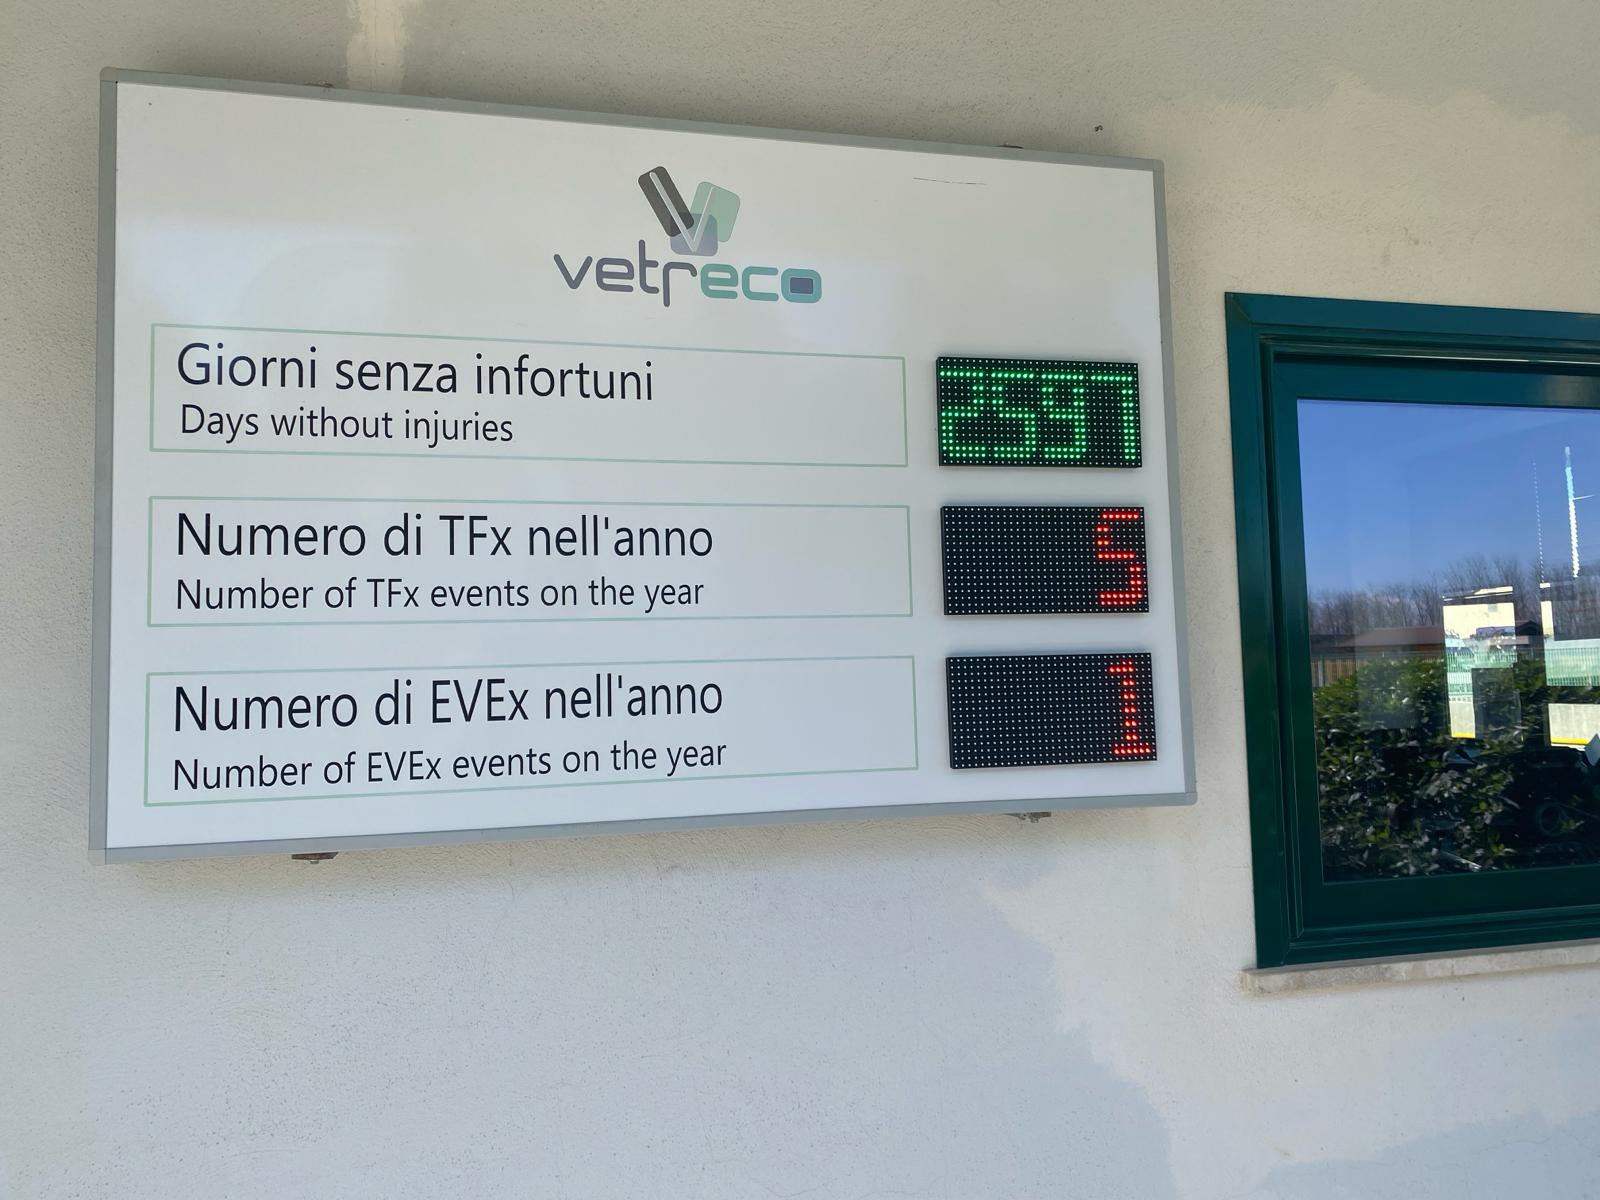 vetreco
Giorni senza infortuni
Days without injuries
2597
Numero di TFx nell'anno
Number of TFx events on the year
5
Numero di EVEx nell'anno
Number of EVEx events on the year
1